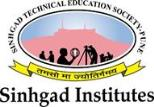 SINHGAD TECHNICAL EDUCATION SOCIETY-PUNE
तमसो मा ज्योतिर्गमय
Sinhgad Institutes